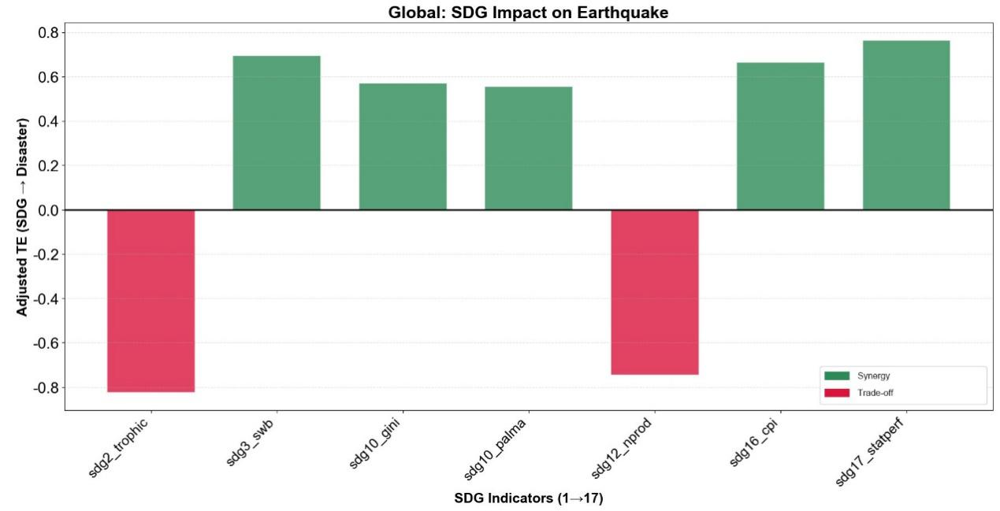 Global: SDG Impact on Earthquake
Adjusted TE (SDG → Disaster)
0.8
0.6
0.4
0.2
0.0
-0.2
-0.4
-0.6
-0.8
Synergy
Trade-off
sdg2_trophic
sdg3_swb
sdg10_gini
sdg10_palma
sdg12_nprod
sdg16_cpi
sdg17_statperf
SDG Indicators (1→17)